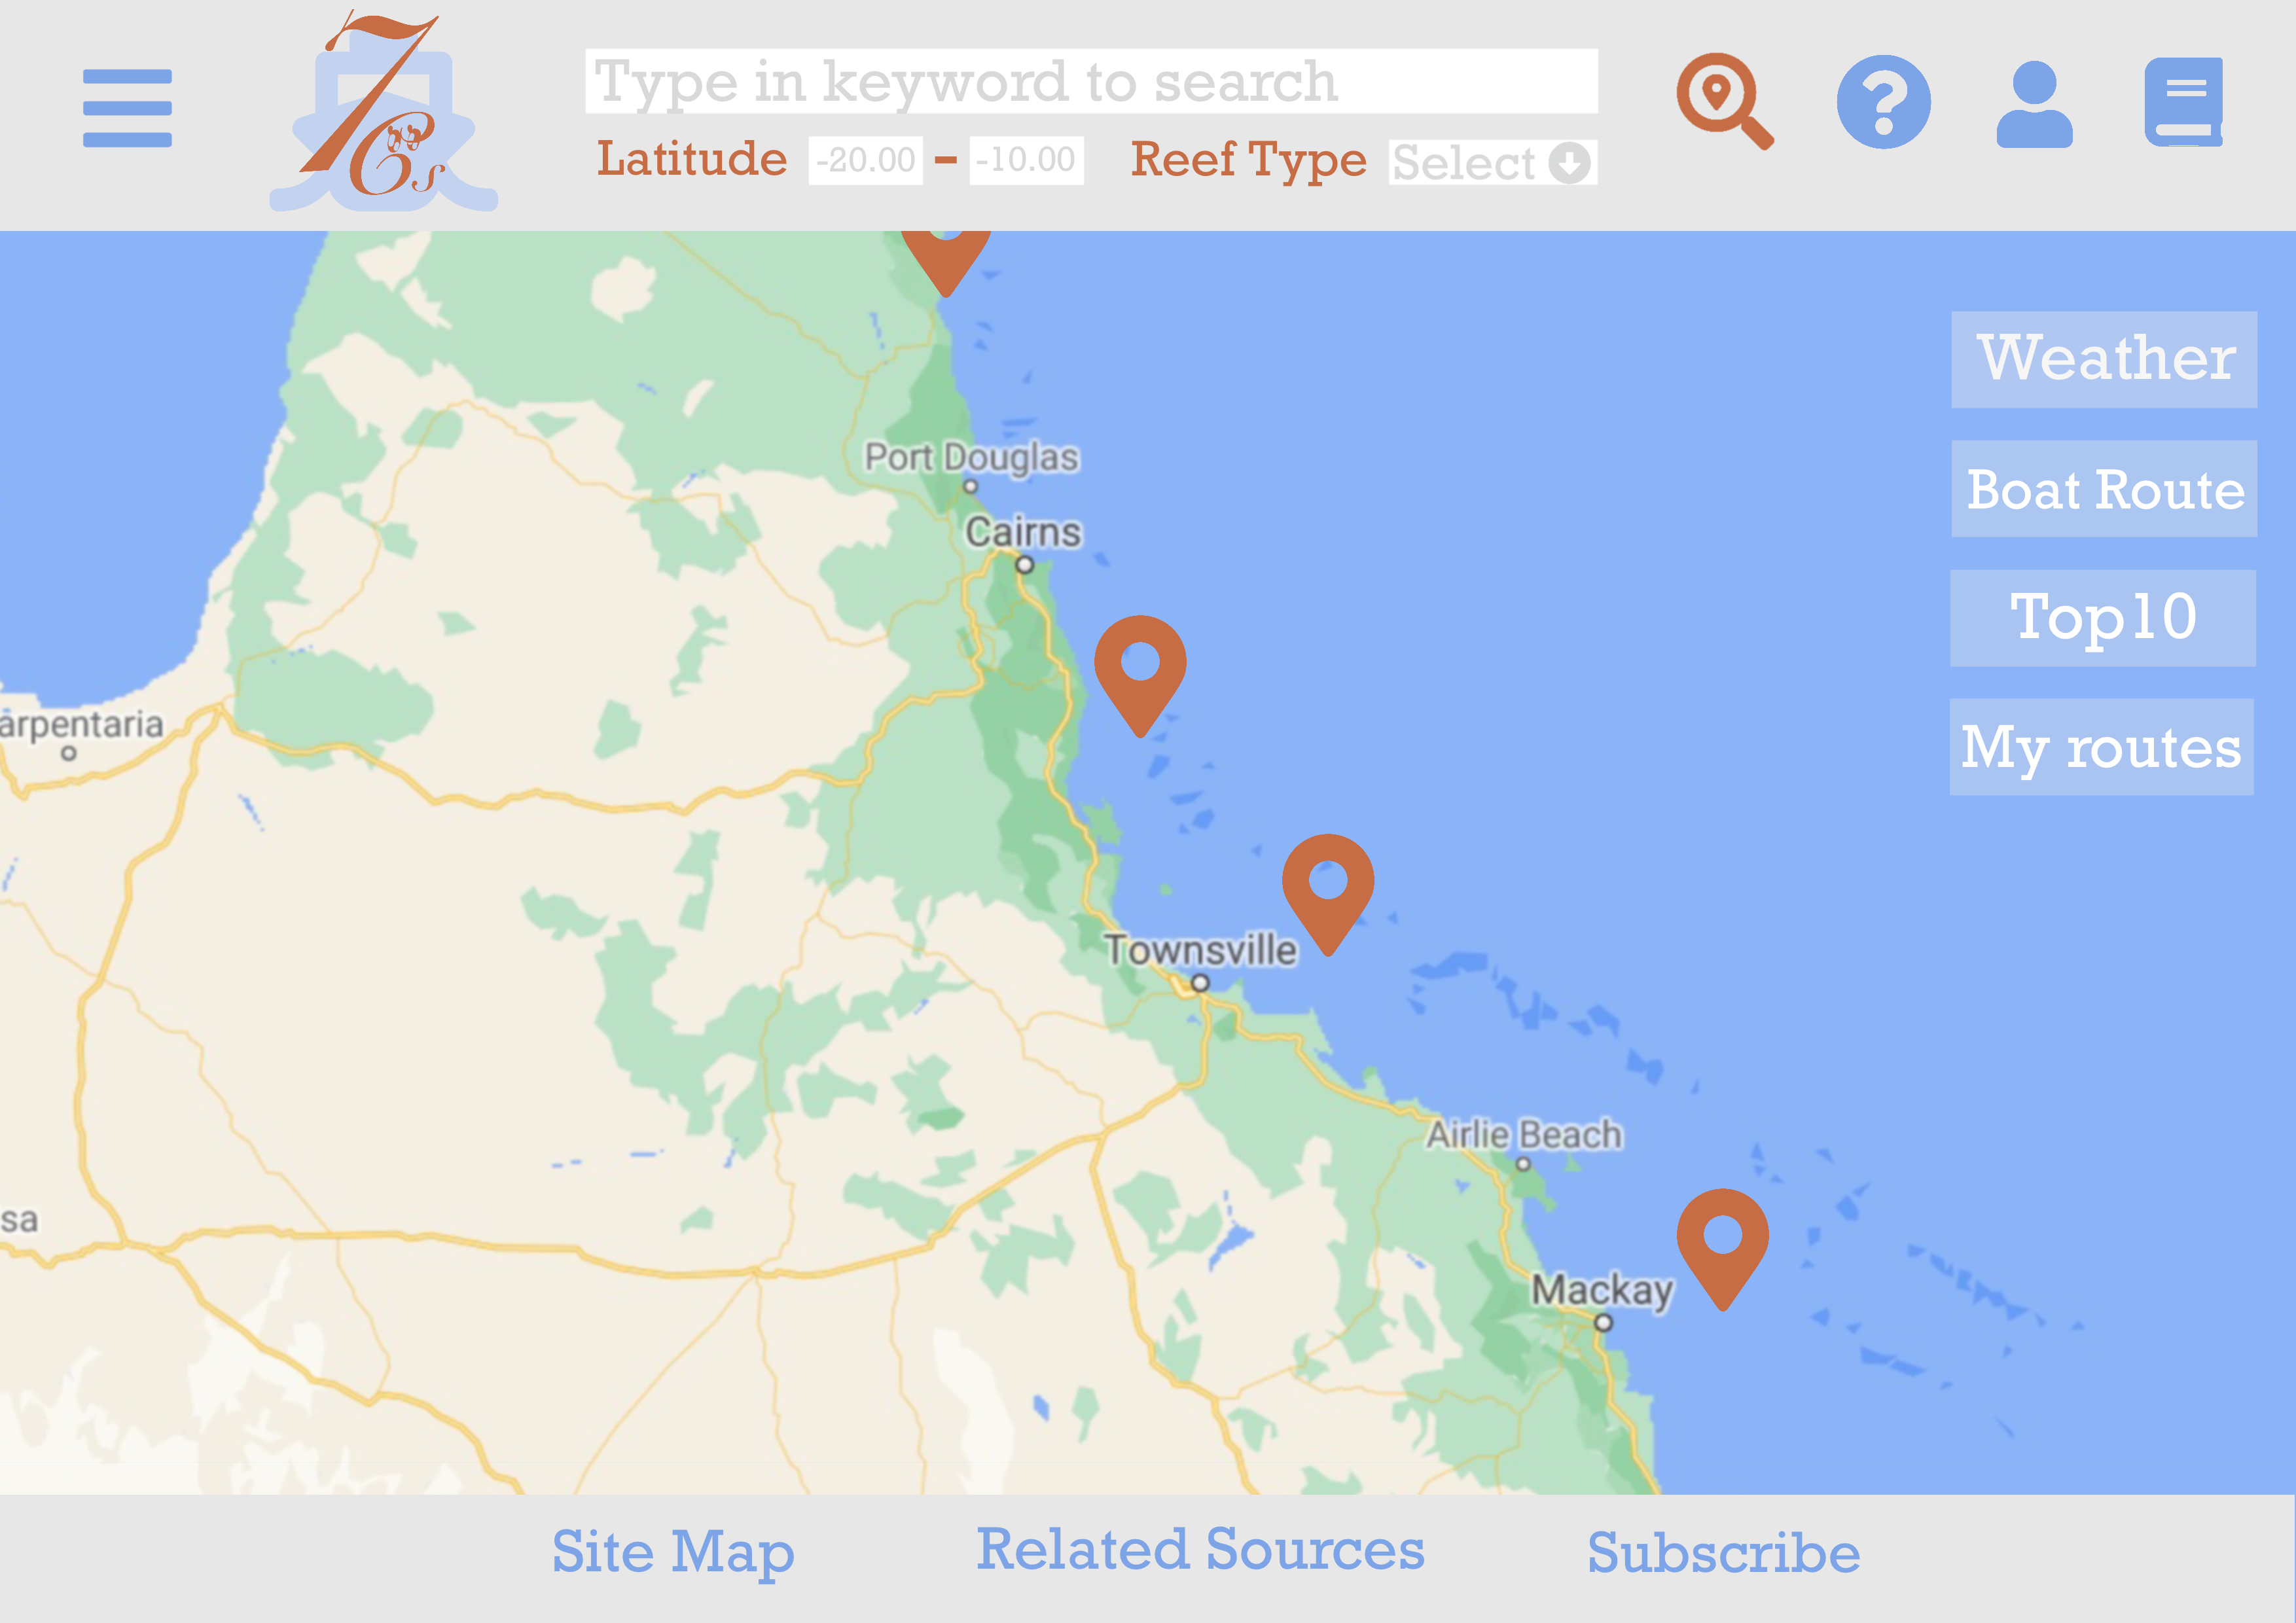 Type in keyword to search
Latitude -20.00 - -10.00 Reef Type Select
Weather
Port Douglas
Boat Route
Cairns
Top10
arpentaria
My routes
Townsville
Airlie Beach
sa
Mackay
Site Map Related Sources Subscribe